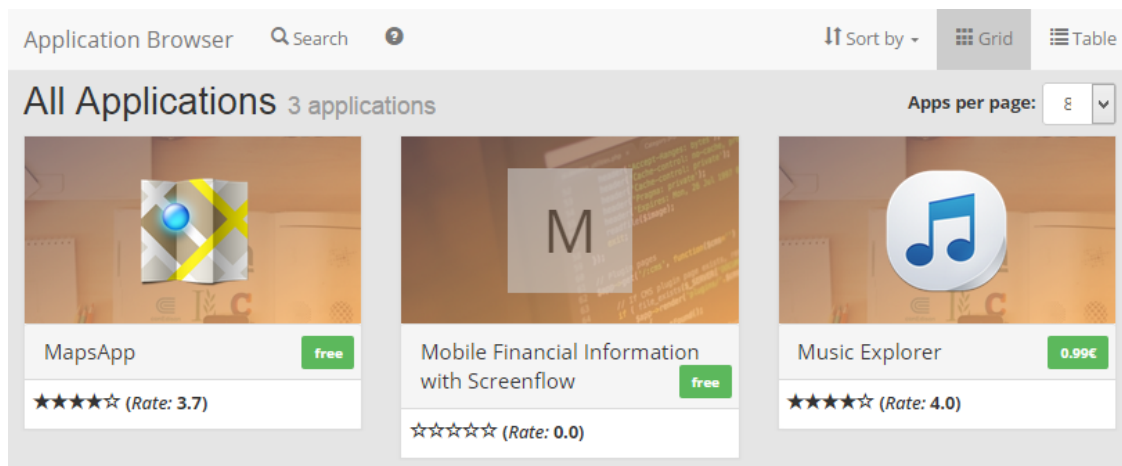 Application Browser Search Sort by Grid Table
All Applications 3 applications Apps per page: 8
M
MapsApp free
Mobile Financial Information
with Screenflow free
Music Explorer 0.99€
★★★★☆ (Rate: 3.7)
☆☆☆☆☆ (Rate: 0.0)
★★★★☆ (Rate: 4.0)